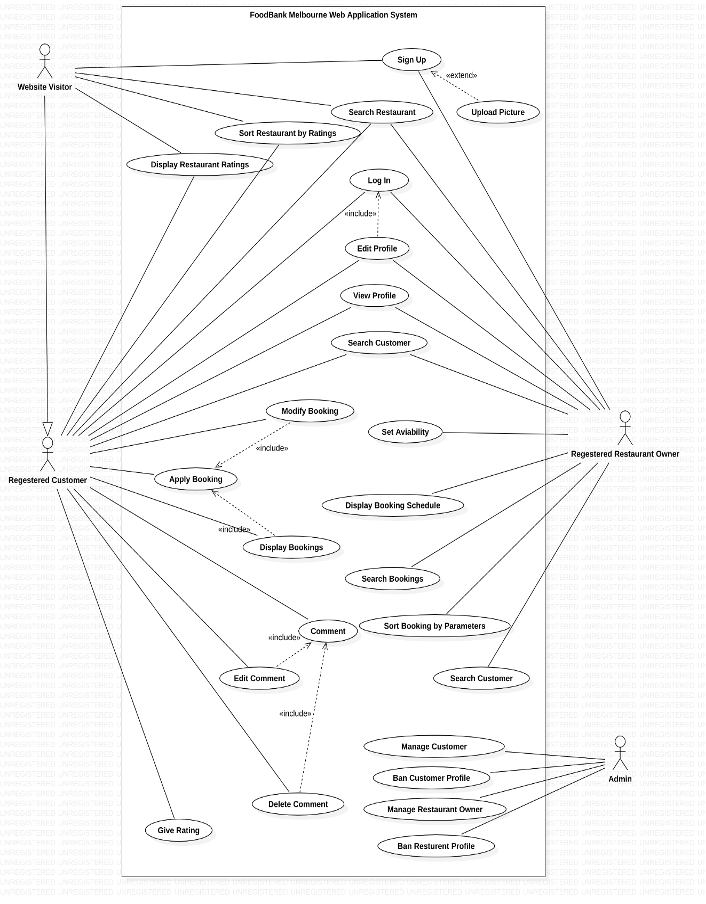 FoodBank Melbourne Web Application System
Sign Up
«extend»
Website Visitor
Search Restaurant
Upload Picture
Sort Restaurant by Ratings
Display Restaurant Ratings
Log In
«include»
Edit Profile
View Profile
Search Customer
Modify Booking
Set Aviability
«include»
Regestered Restaurant Owner
Regestered Customer
Apply Booking
Display Booking Schedule
«include»
Display Bookings
Search Bookings
Comment
Sort Booking by Parameters
«include»
Edit Comment
Search Customer
«include»
Manage Customer
Ban Customer Profile
Admin
Delete Comment
Manage Restaurant Owner
Give Rating
Ban Resturent Profile
UNREGISTERED UNREGISTERED UNREGISTERED UNREGISTERED UNREGISTERED